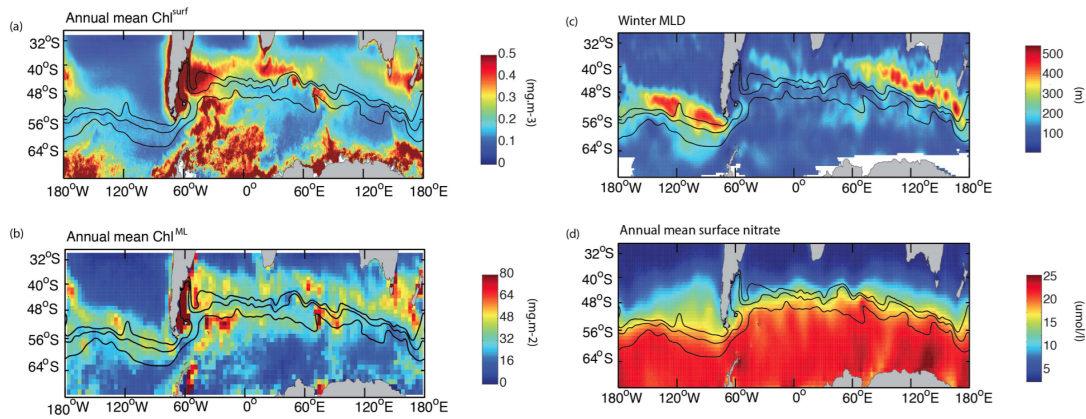 (a)
Annual mean Chl^surf
32°S
40°S
48°S
56°S
64°S
180°W 120°W 60°W 0° 60°E 120°E 180°E
0.5
0.4
0.3
0.2
0.1
0
(mg.m-3)
(b)
Annual mean Chl^ML
32°S
40°S
48°S
56°S
64°S
180°W 120°W 60°W 0° 60°E 120°E 180°E
80
64
48
32
16
0
(mg.m-2)
(c)
Winter MLD
32°S
40°S
48°S
56°S
64°S
180°W 120°W 60°W 0° 60°E 120°E 180°E
500
400
300
200
100
(m)
(d)
Annual mean surface nitrate
32°S
40°S
48°S
56°S
64°S
180°W 120°W 60°W 0° 60°E 120°E 180°E
25
20
15
10
5
(umol/l)